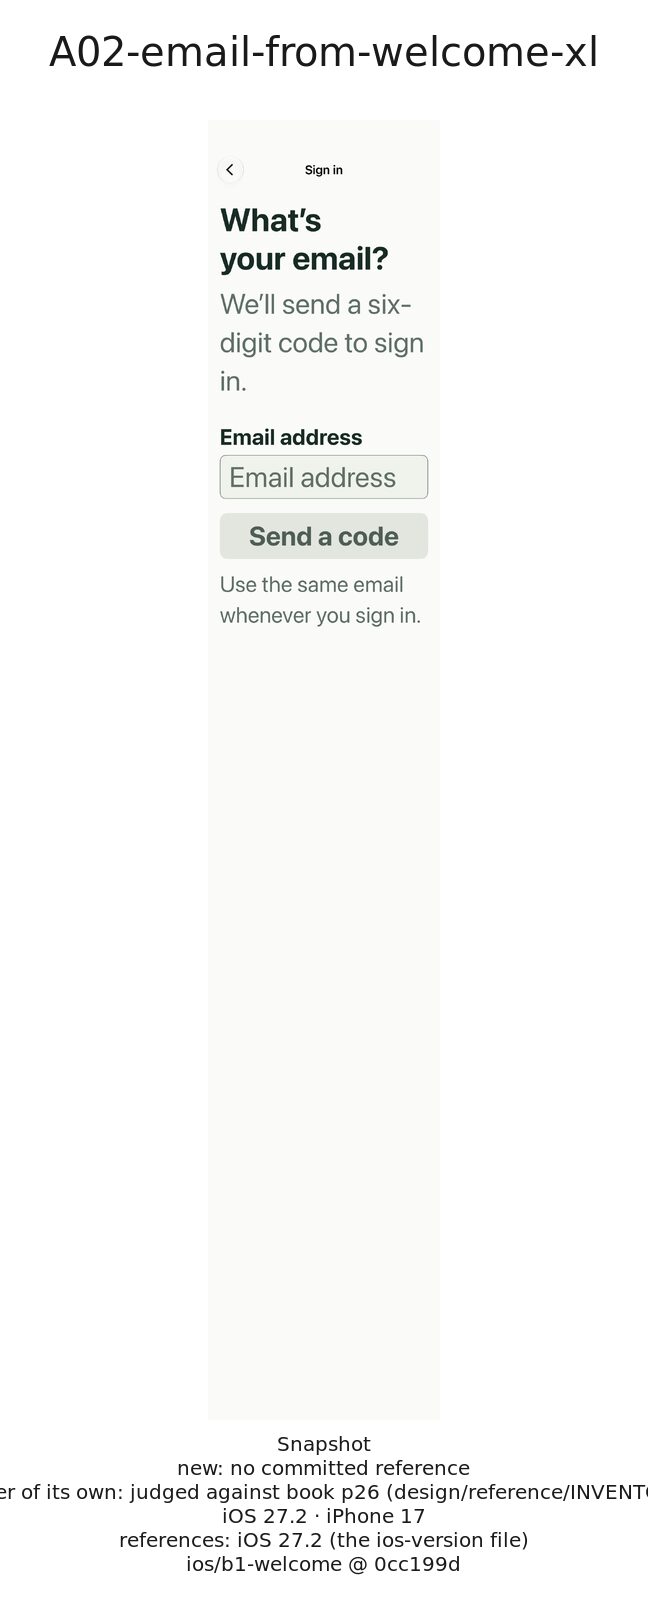 A02-email-from-welcome-xl
Sign in
What’s
your email?
We’ll send a six-
digit code to sign
in.
Email address
Email address
Send a code
Use the same email
whenever you sign in.
Snapshot
new: no committed reference
of its own: judged against book p26 (design/reference/
iOS 27.2 · iPhone 17
references: iOS 27.2 (the ios-version file)
ios/b1-welcome @ 0cc199d